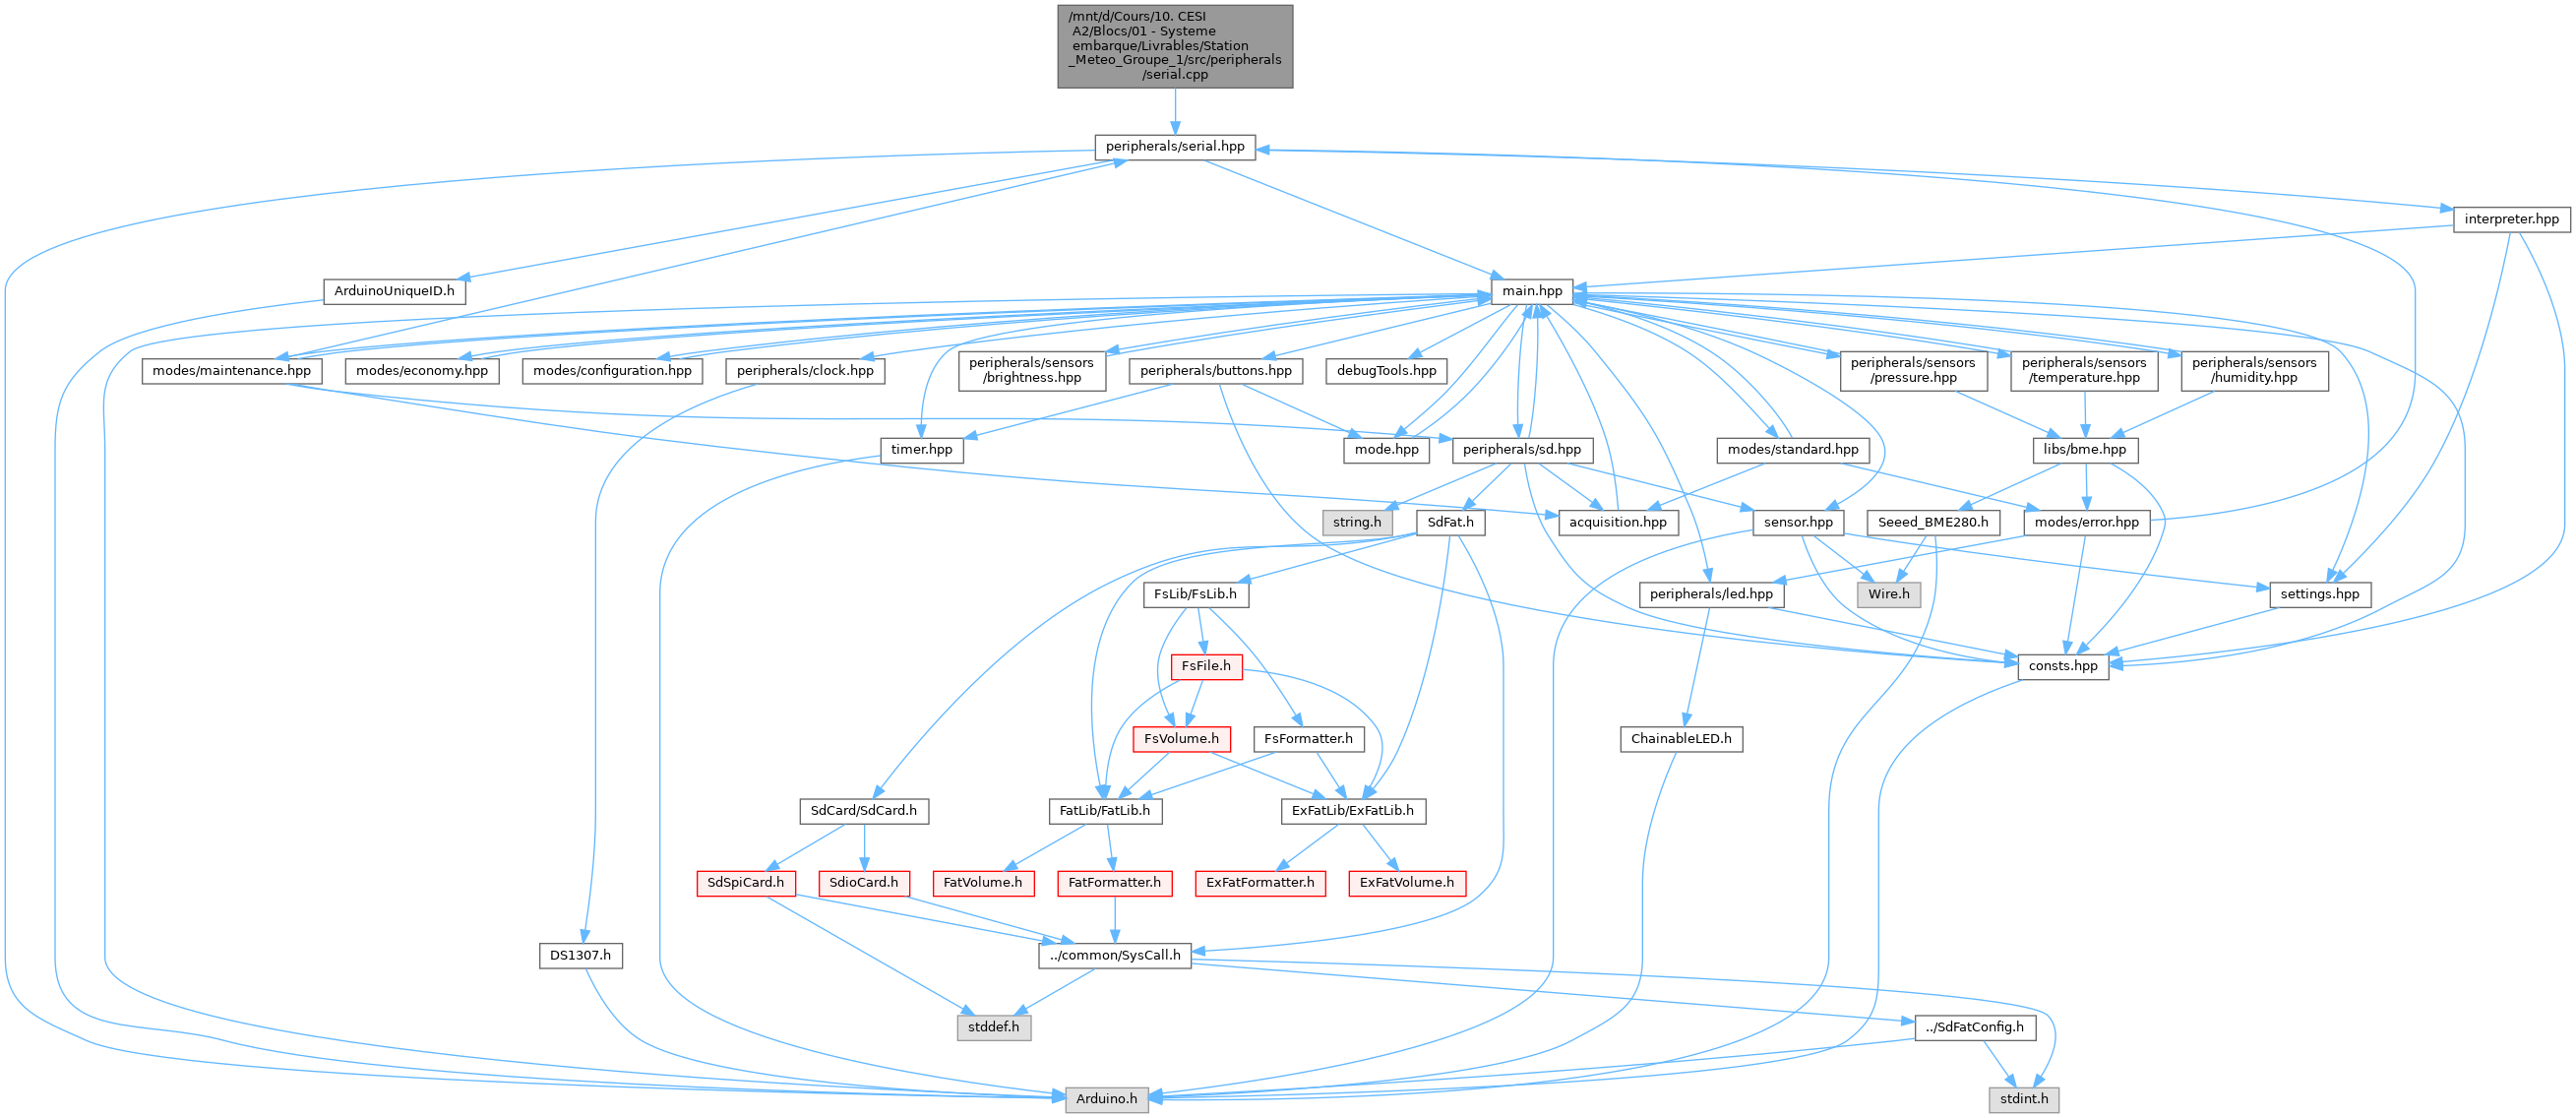 /mnt/d/Cours/10. CESI
A2/Blocs/01 - Systeme
embarque/Livrables/Station
_Meteo_Groupe_1/src/peripherals
/serial.cpp
peripherals/serial.hpp
interpreter.hpp
ArduinoUniqueID.h
main.hpp
modes/maintenance.hpp
modes/economy.hpp
modes/configuration.hpp
peripherals/clock.hpp
peripherals/sensors
/brightness.hpp
peripherals/buttons.hpp
debugTools.hpp
peripherals/sensors
/pressure.hpp
peripherals/sensors
/temperature.hpp
peripherals/sensors
/humidity.hpp
timer.hpp
mode.hpp
peripherals/sd.hpp
modes/standard.hpp
libs/bme.hpp
string.h
SdFat.h
acquisition.hpp
sensor.hpp
Seeed_BME280.h
modes/error.hpp
FsLib/FsLib.h
peripherals/led.hpp
Wire.h
settings.hpp
FsFile.h
consts.hpp
FsVolume.h
FsFormatter.h
ChainableLED.h
SdCard/SdCard.h
FatLib/FatLib.h
ExFatLib/ExFatLib.h
SdSpiCard.h
SdioCard.h
FatVolume.h
FatFormatter.h
ExFatFormatter.h
ExFatVolume.h
DS1307.h
../common/SysCall.h
stddef.h
../SdFatConfig.h
Arduino.h
stdint.h